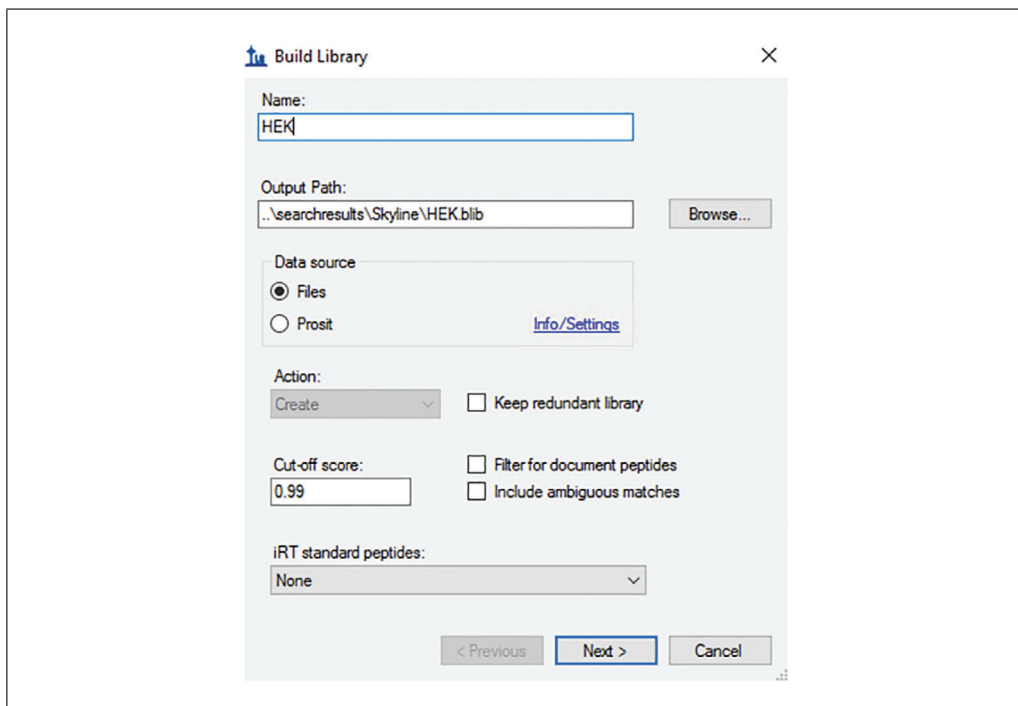 Build Library
Name:
HEK
Output Path:
..\searchresults\Skyline\HEK.blib
Browse...
Data source
Files
Prosit
Info/Settings
Action:
Create
Keep redundant library
Cut-off score:
0.99
Filter for document peptides
Include ambiguous matches
iRT standard peptides:
None
< Previous
Next >
Cancel